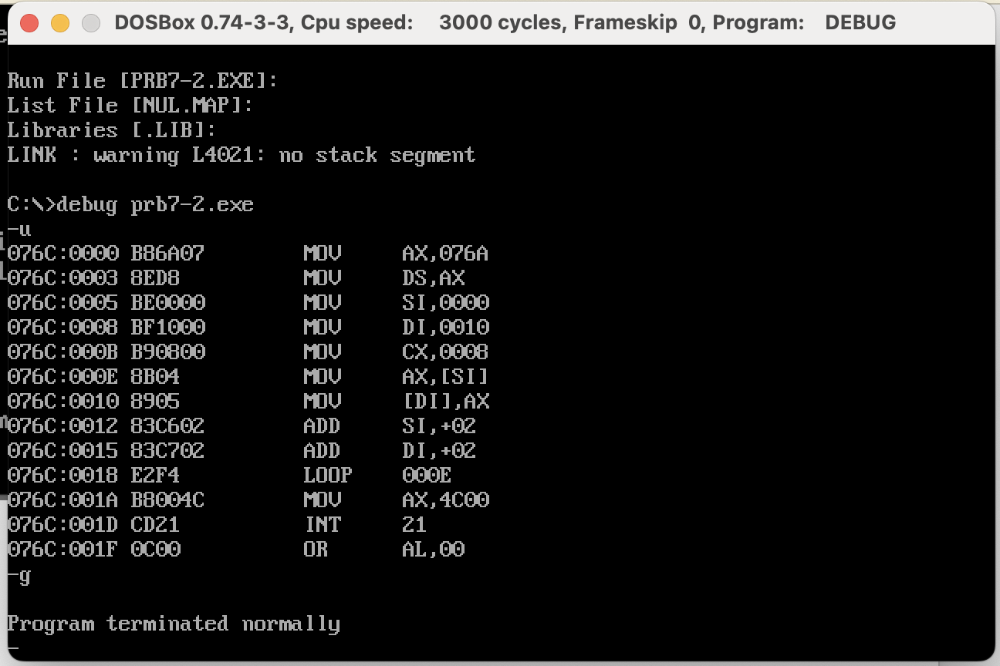 DOSBox 0.74-3-3, Cpu speed:    3000 cycles, Frameskip  0, Program:    DEBUG
Run File [PRB7-2.EXE]:
List File [NUL.MAP]:
Libraries [.LIB]:
LINK : warning L4021: no stack segment
C:\>debug prb7-2.exe
-u
076C:0000 B86A07        MOV     AX,076A
076C:0003 8ED8          MOV     DS,AX
076C:0005 BE0000        MOV     SI,0000
076C:0008 BF1000        MOV     DI,0010
076C:000B B90800        MOV     CX,0008
076C:000E 8B04          MOV     AX,[SI]
076C:0010 8905          MOV     [DI],AX
076C:0012 83C602        ADD     SI,+02
076C:0015 83C702        ADD     DI,+02
076C:0018 E2F4          LOOP    000E
076C:001A B8004C        MOV     AX,4C00
076C:001D CD21          INT     21
076C:001F 0C00          OR      AL,00
-g
Program terminated normally
-